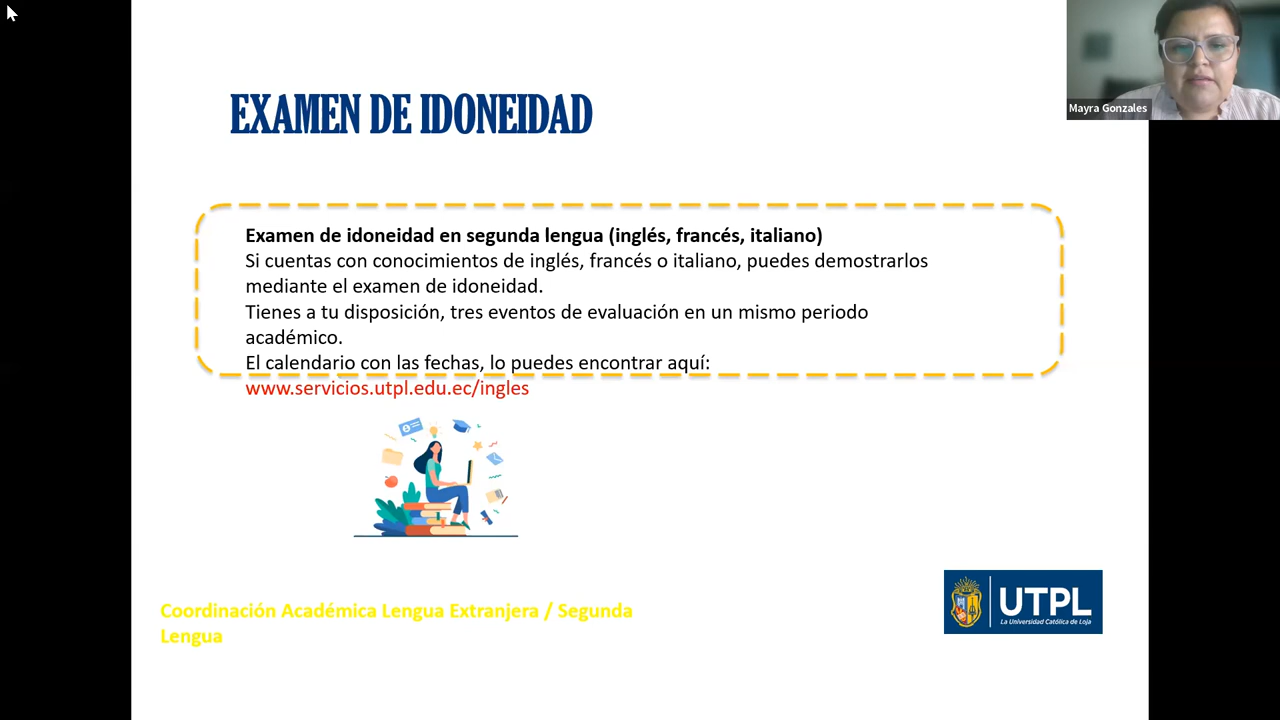 EXAMEN DE IDONEIDAD
Mayra Gonzales
Examen de idoneidad en segunda lengua (inglés, francés, italiano)
Si cuentas con conocimientos de inglés, francés o italiano, puedes demostrarlos
mediante el examen de idoneidad.
Tienes a tu disposición, tres eventos de evaluación en un mismo periodo
académico.
El calendario con las fechas, lo puedes encontrar aquí:
www.servicios.utpl.edu.ec/ingles
Coordinación Académica Lengua Extranjera / Segunda
Lengua
UTPL
La Universidad Católica de Loja